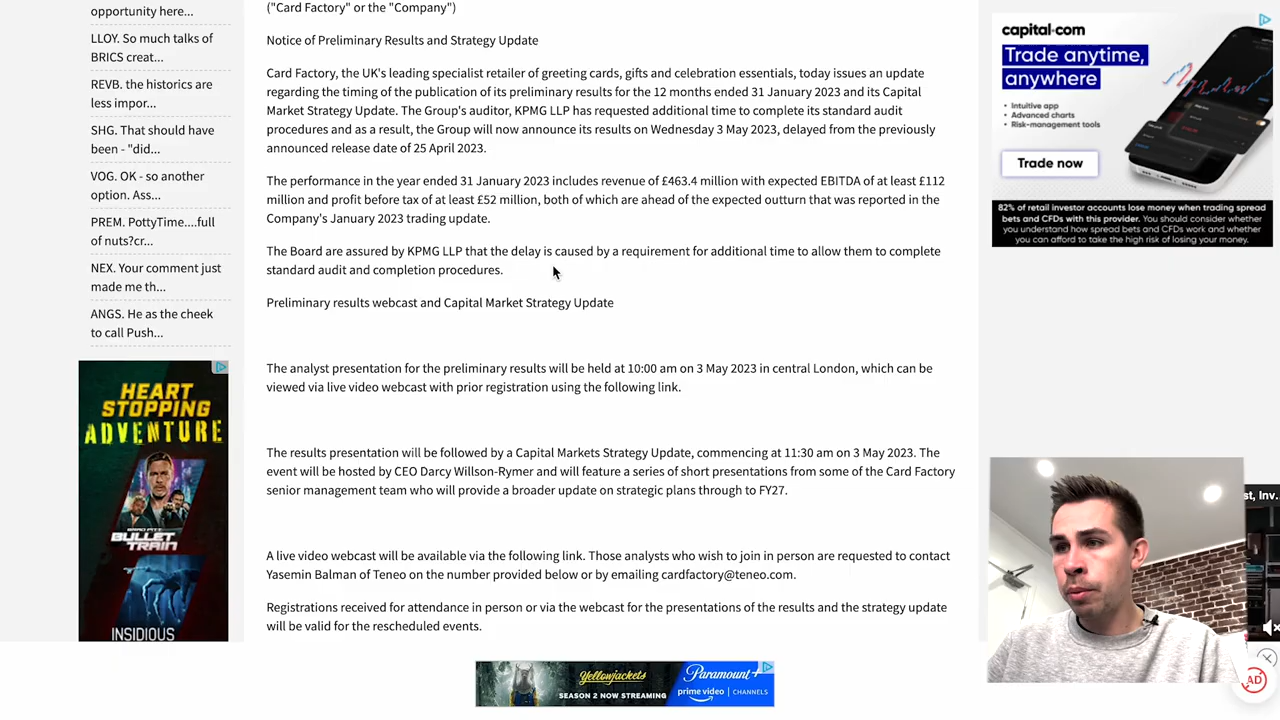 opportunity here...
LLOY. So much talks of
BRICS creat...
REVB. the historics are
less impor...
SHG. That should have
been - "did...
VOG. OK - so another
option. Ass...
PREM. PottyTime....full
of nuts?cr...
NEX. Your comment just
made me th...
ANGS. He as the cheek
to call Push...
HEART
STOPPING
ADVENTURE
BRAD PITT
BULLET
TRAIN
INSIDIOUS
("Card Factory" or the "Company")
Notice of Preliminary Results and Strategy Update
Card Factory, the UK's leading specialist retailer of greeting cards, gifts and celebration essentials, today issues an update
regarding the timing of the publication of its preliminary results for the 12 months ended 31 January 2023 and its Capital
Market Strategy Update. The Group's auditor, KPMG LLP has requested additional time to complete its standard audit
procedures and as a result, the Group will now announce its results on Wednesday 3 May 2023, delayed from the previously
announced release date of 25 April 2023.
The performance in the year ended 31 January 2023 includes revenue of £463.4 million with expected EBITDA of at least £112
million and profit before tax of at least £52 million, both of which are ahead of the expected outturn that was reported in the
Company's January 2023 trading update.
The Board are assured by KPMG LLP that the delay is caused by a requirement for additional time to allow them to complete
standard audit and completion procedures.
Preliminary results webcast and Capital Market Strategy Update
The analyst presentation for the preliminary results will be held at 10:00 am on 3 May 2023 in central London, which can be
viewed via live video webcast with prior registration using the following link.
The results presentation will be followed by a Capital Markets Strategy Update, commencing at 11:30 am on 3 May 2023. The
event will be hosted by CEO Darcy Willson-Rymer and will feature a series of short presentations from some of the Card Factory
senior management team who will provide a broader update on strategic plans through to FY27.
A live video webcast will be available via the following link. Those analysts who wish to join in person are requested to contact
Yasemin Balman of Teneo on the number provided below or by emailing cardfactory@teneo.com.
Registrations received for attendance in person or via the webcast for the presentations of the results and the strategy update
will be valid for the rescheduled events.
Yellowjackets
SEASON 2 NOW STREAMING
Paramount+
prime video | CHANNELS
capital.com
Trade anytime,
anywhere
• Intuitive app
• Advanced charts
• Risk-management tools
Trade now
82% of retail investor accounts lose money when trading spread
bets and CFDs with this provider. You should consider whether
you understand how spread bets and CFDs work and whether
you can afford to take the high risk of losing your money.
st, Inv...
AD